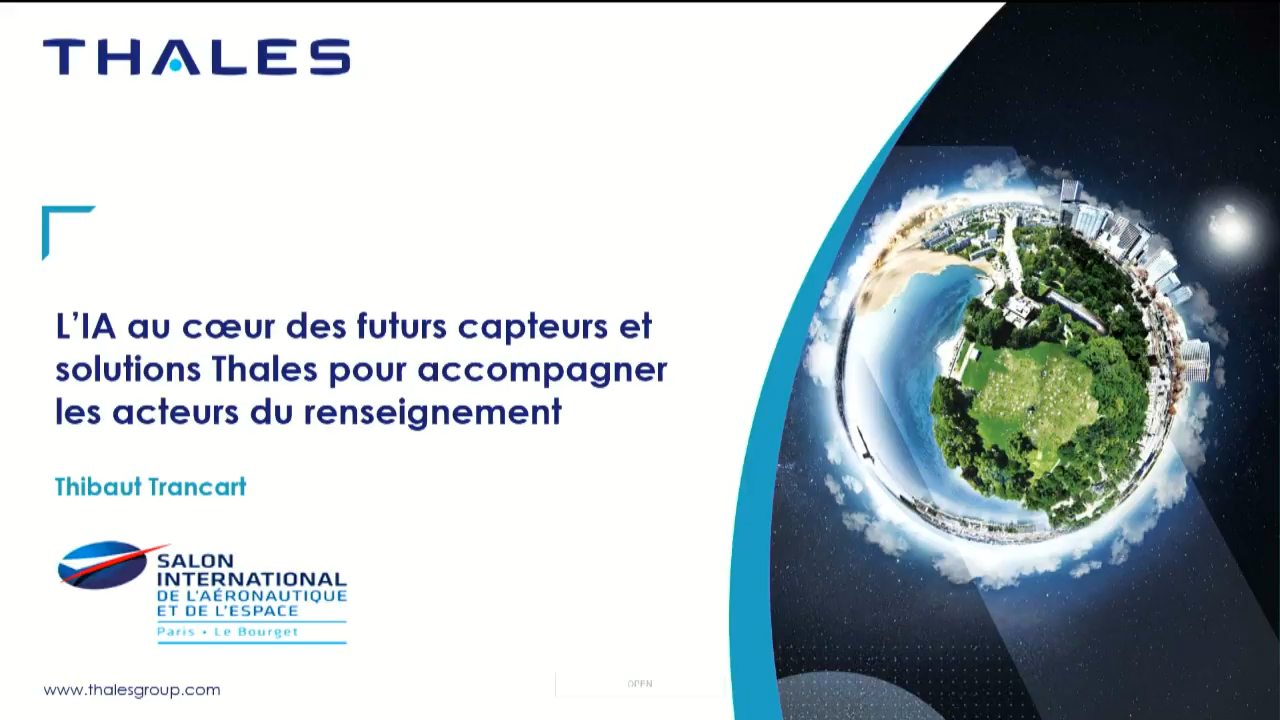 THALES
L'IA au cœur des futurs capteurs et
solutions Thales pour accompagner
les acteurs du renseignement
Thibaut Trancart
SALON
INTERNATIONAL
DE L'AÉRONAUTIQUE
ET DE L'ESPACE
Paris • Le Bourget
www.thalesgroup.com
OPEN